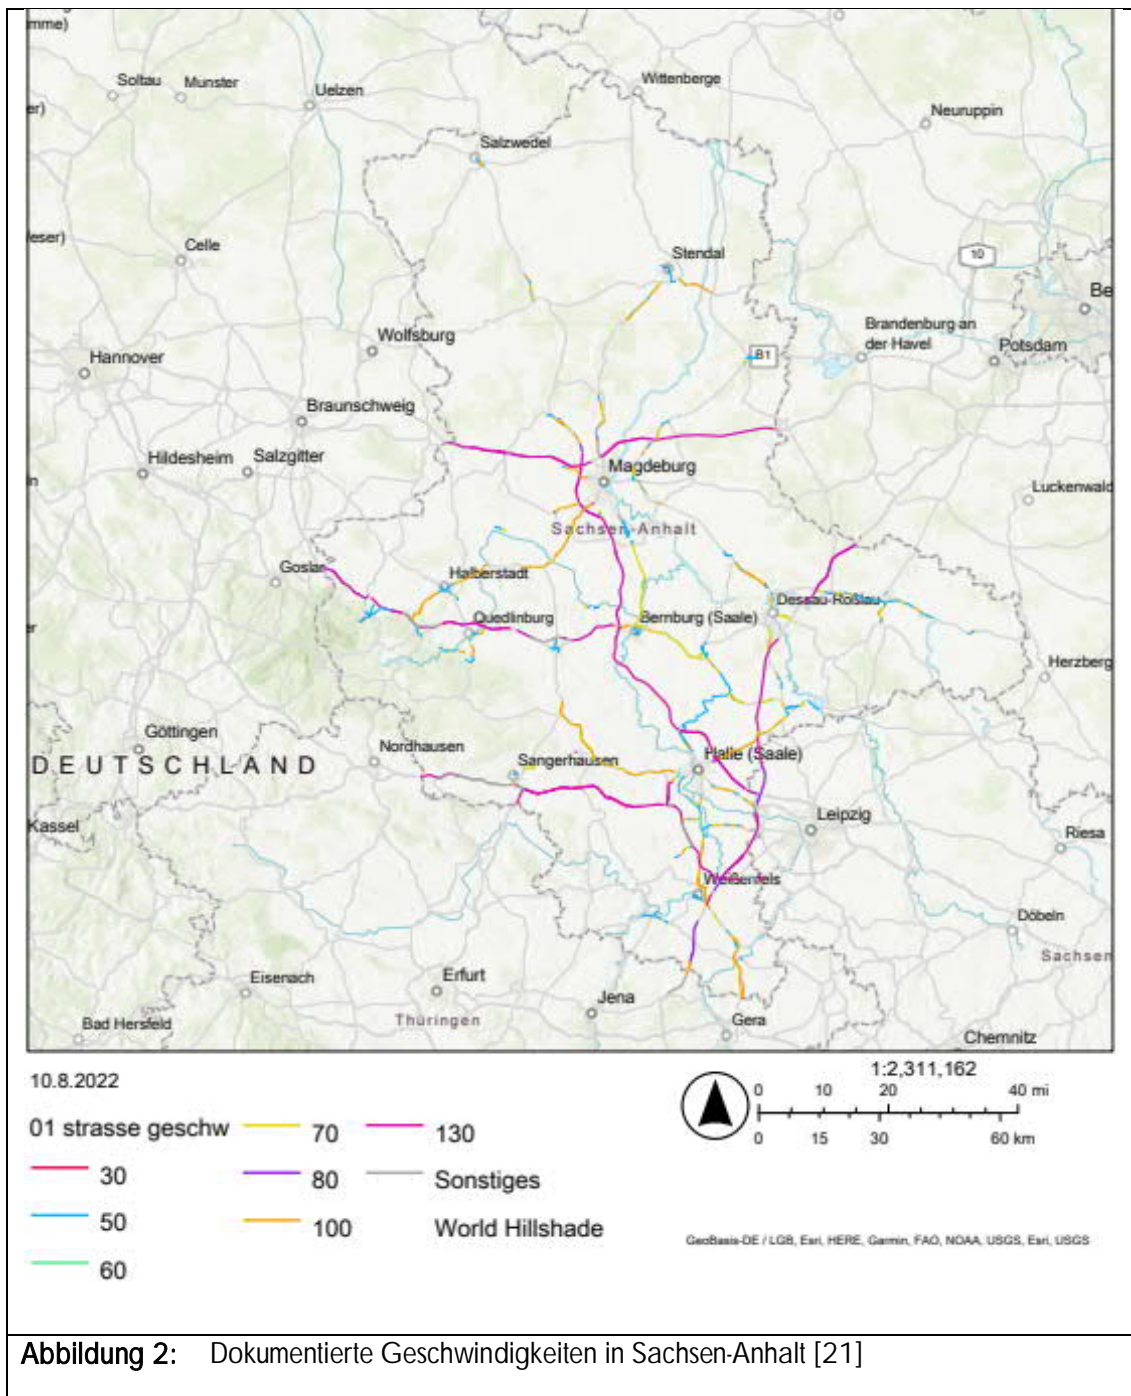 mme)
Soltau
Munster
Uelzen
Wittenberge
Neuruppin
er)
Salzwedel
leser)
Celle
Stendal
10
Be
Wolfsburg
Brandenburg an
der Havel
Potsdam
Hannover
B1
Braunschweig
Hildesheim
Salzgitter
Magdeburg
Luckenwald
Sachsen-Anhalt
Goslar
Halberstadt
Dessau-Roßlau
Quedlinburg
Bernburg (Saale)
er
Herzberg
Göttingen
Nordhausen
DEUTSCHLAND
Sangerhausen
Halle (Saale)
Kassel
Leipzig
Riesa
Weißenfels
Döbeln
Sachsen
Eisenach
Erfurt
Jena
Bad Hersfeld
Thüringen
Gera
Chemnitz
10.8.2022
1:2,311,162
0 10 20 40 mi
0 15 30 60 km
01 strasse geschw
30
50
60
70
80
100
130
Sonstiges
World Hillshade
GeoBasis-DE / LGB, Esri, HERE, Garmin, FAO, NOAA, USGS, Esri, USGS
Abbildung 2: Dokumentierte Geschwindigkeiten in Sachsen-Anhalt [21]